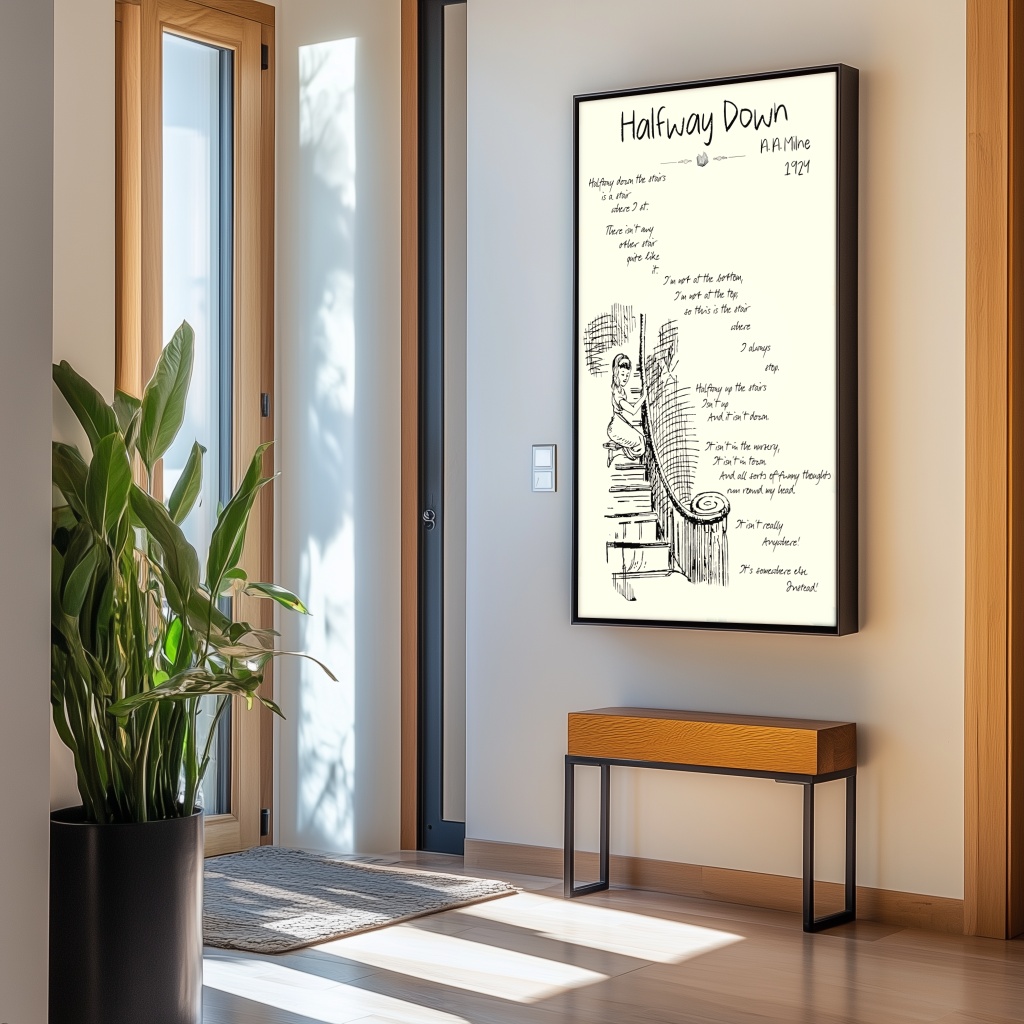 Halfway Down
A.A. Milne
1924
Halfway down the stairs
is a stair
where I sit.
There isn't any
other stair
quite like
it.
I'm not at the bottom,
I'm not at the top;
so this is the stair
where
I always
stop.
Halfway up the stairs
Isn't up
And it isn't down.
It isn't in the nursery,
It isn't in town.
And all sorts of funny thoughts
run round my head.
It isn't really
Anywhere!
It's somewhere else
Instead!